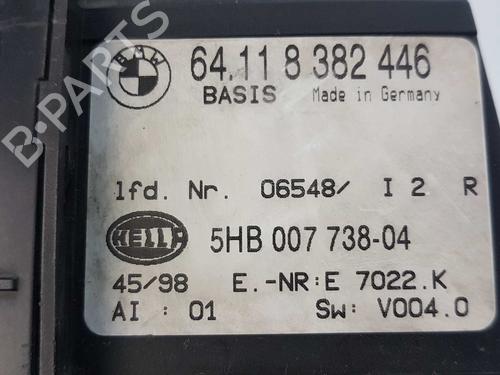 BMW 64.11 8 382 446
BASIS Made in Germany
lfd. Nr. 06548/ I 2 R
HELLA 5HB 007 738-04
45/98 E.-NR:E 7022.K
AI : 01 Sw: V004.0
B-PARTS